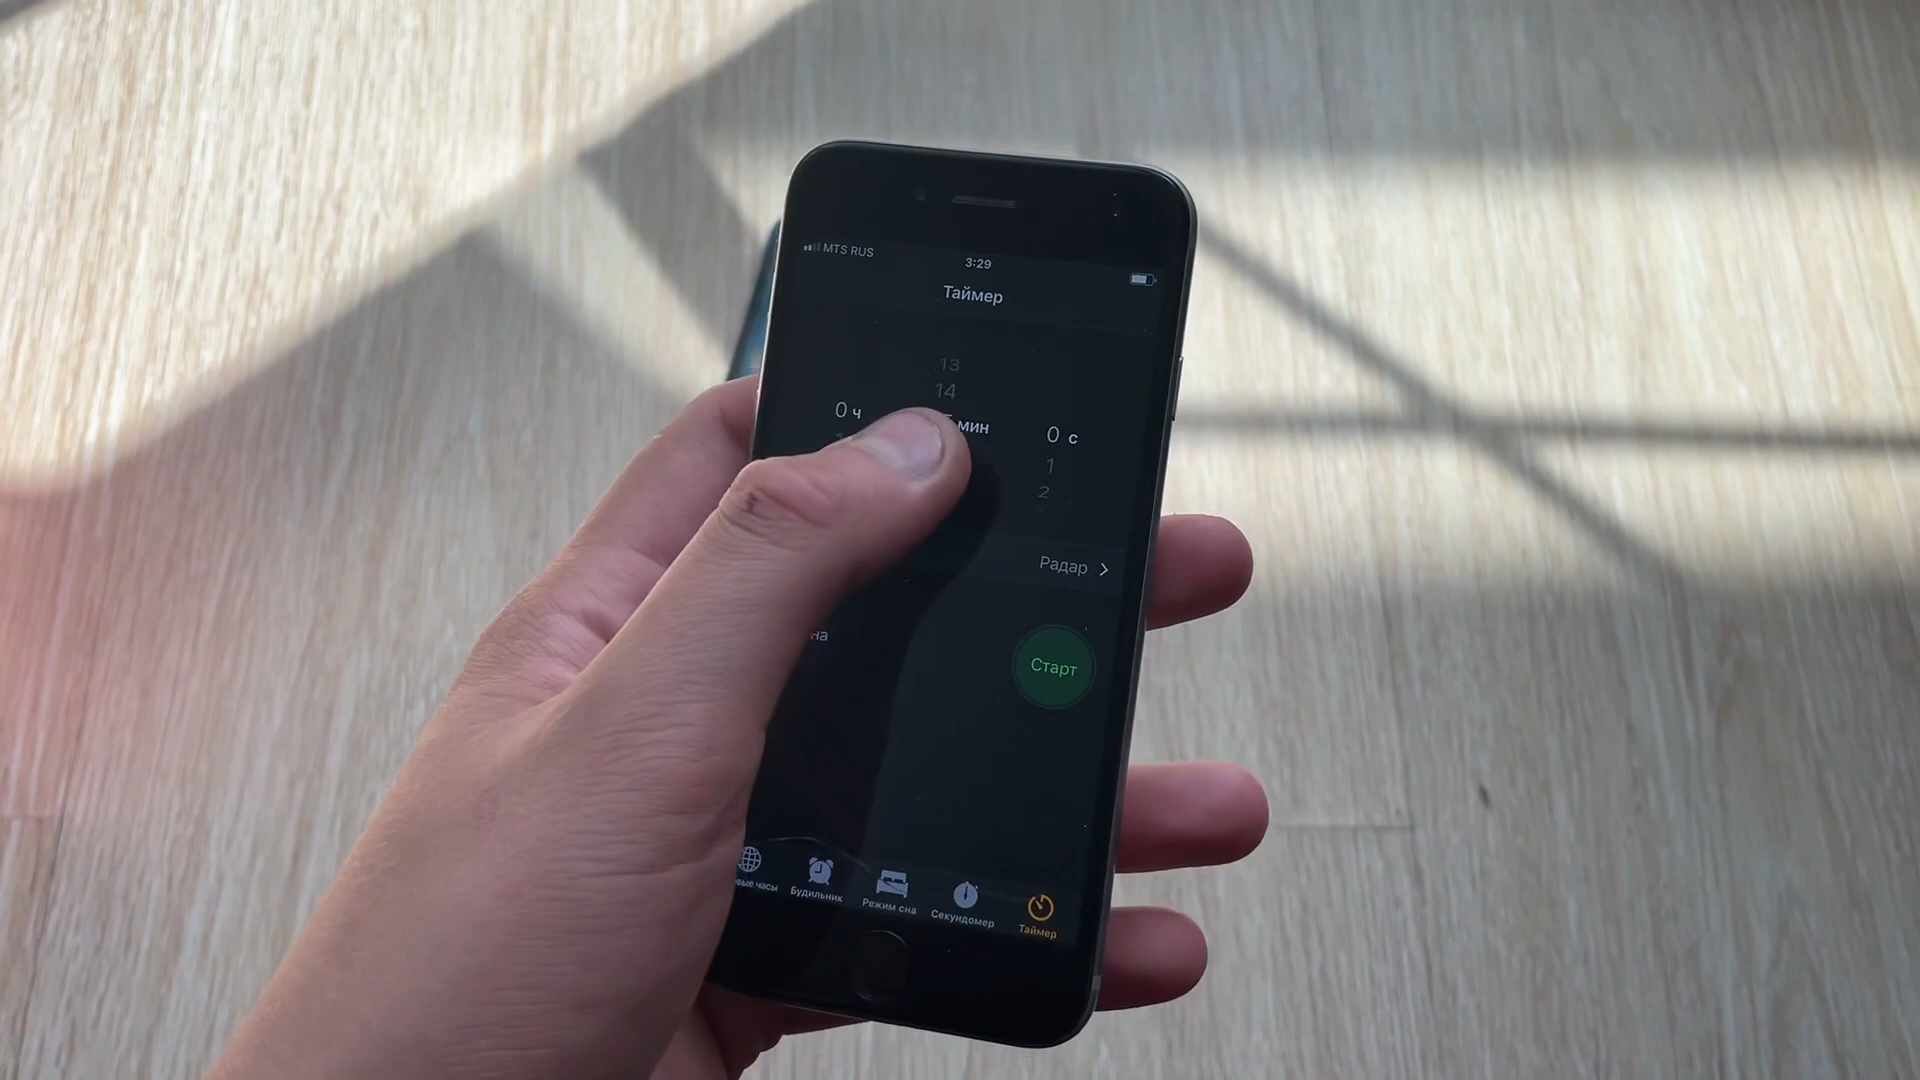 MTS RUS
3:29
Таймер
13
14
0 ч
мин
0 с
1
2
Радар
Старт
Будильник
Режим сна
Секундомер
Таймер